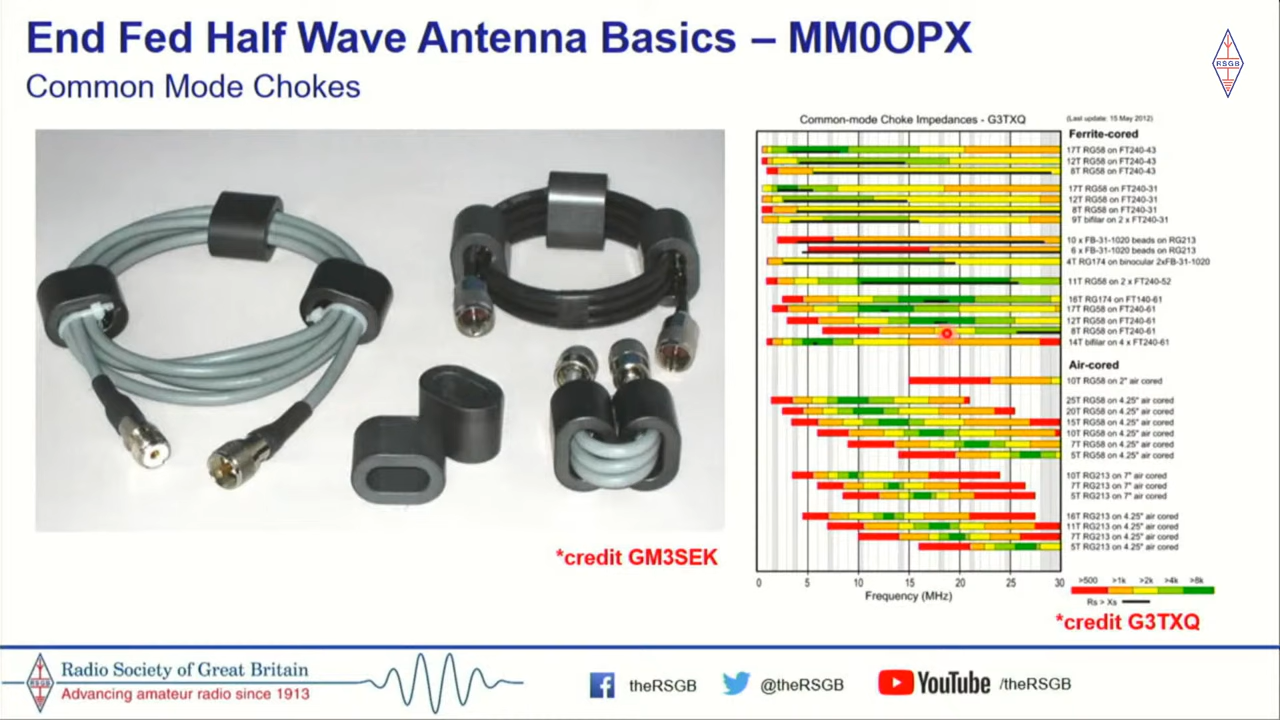 End Fed Half Wave Antenna Basics – MM0OPX
Common Mode Chokes
RSGB
*credit GM3SEK
Common-mode Choke Impedances - G3TXQ
(Last update: 15 May 2012)
Ferrite-cored
17T RG58 on FT240-43
12T RG58 on FT240-43
8T RG58 on FT240-43
17T RG58 on FT240-31
12T RG58 on FT240-31
8T RG58 on FT240-31
9T bifilar on 2 x FT240-31
10 x FB-31-1020 beads on RG213
6 x FB-31-1020 beads on RG213
4T RG174 on binocular 2xFB-31-1020
11T RG58 on 2 x FT240-52
16T RG174 on FT140-61
17T RG58 on FT240-61
12T RG58 on FT240-61
8T RG58 on FT240-61
14T bifilar on 4 x FT240-61
Air-cored
10T RG58 on 2" air cored
25T RG58 on 4.25" air cored
20T RG58 on 4.25" air cored
15T RG58 on 4.25" air cored
10T RG58 on 4.25" air cored
7T RG58 on 4.25" air cored
5T RG58 on 4.25" air cored
10T RG213 on 7" air cored
7T RG213 on 7" air cored
5T RG213 on 7" air cored
16T RG213 on 4.25" air cored
11T RG213 on 4.25" air cored
7T RG213 on 4.25" air cored
5T RG213 on 4.25" air cored
0 5 10 15 20 25 30
Frequency (MHz)
>500 >1k >2k >4k >8k
Rs > Xs
*credit G3TXQ
RSGB
Radio Society of Great Britain
Advancing amateur radio since 1913
theRSGB
@theRSGB
YouTube /theRSGB